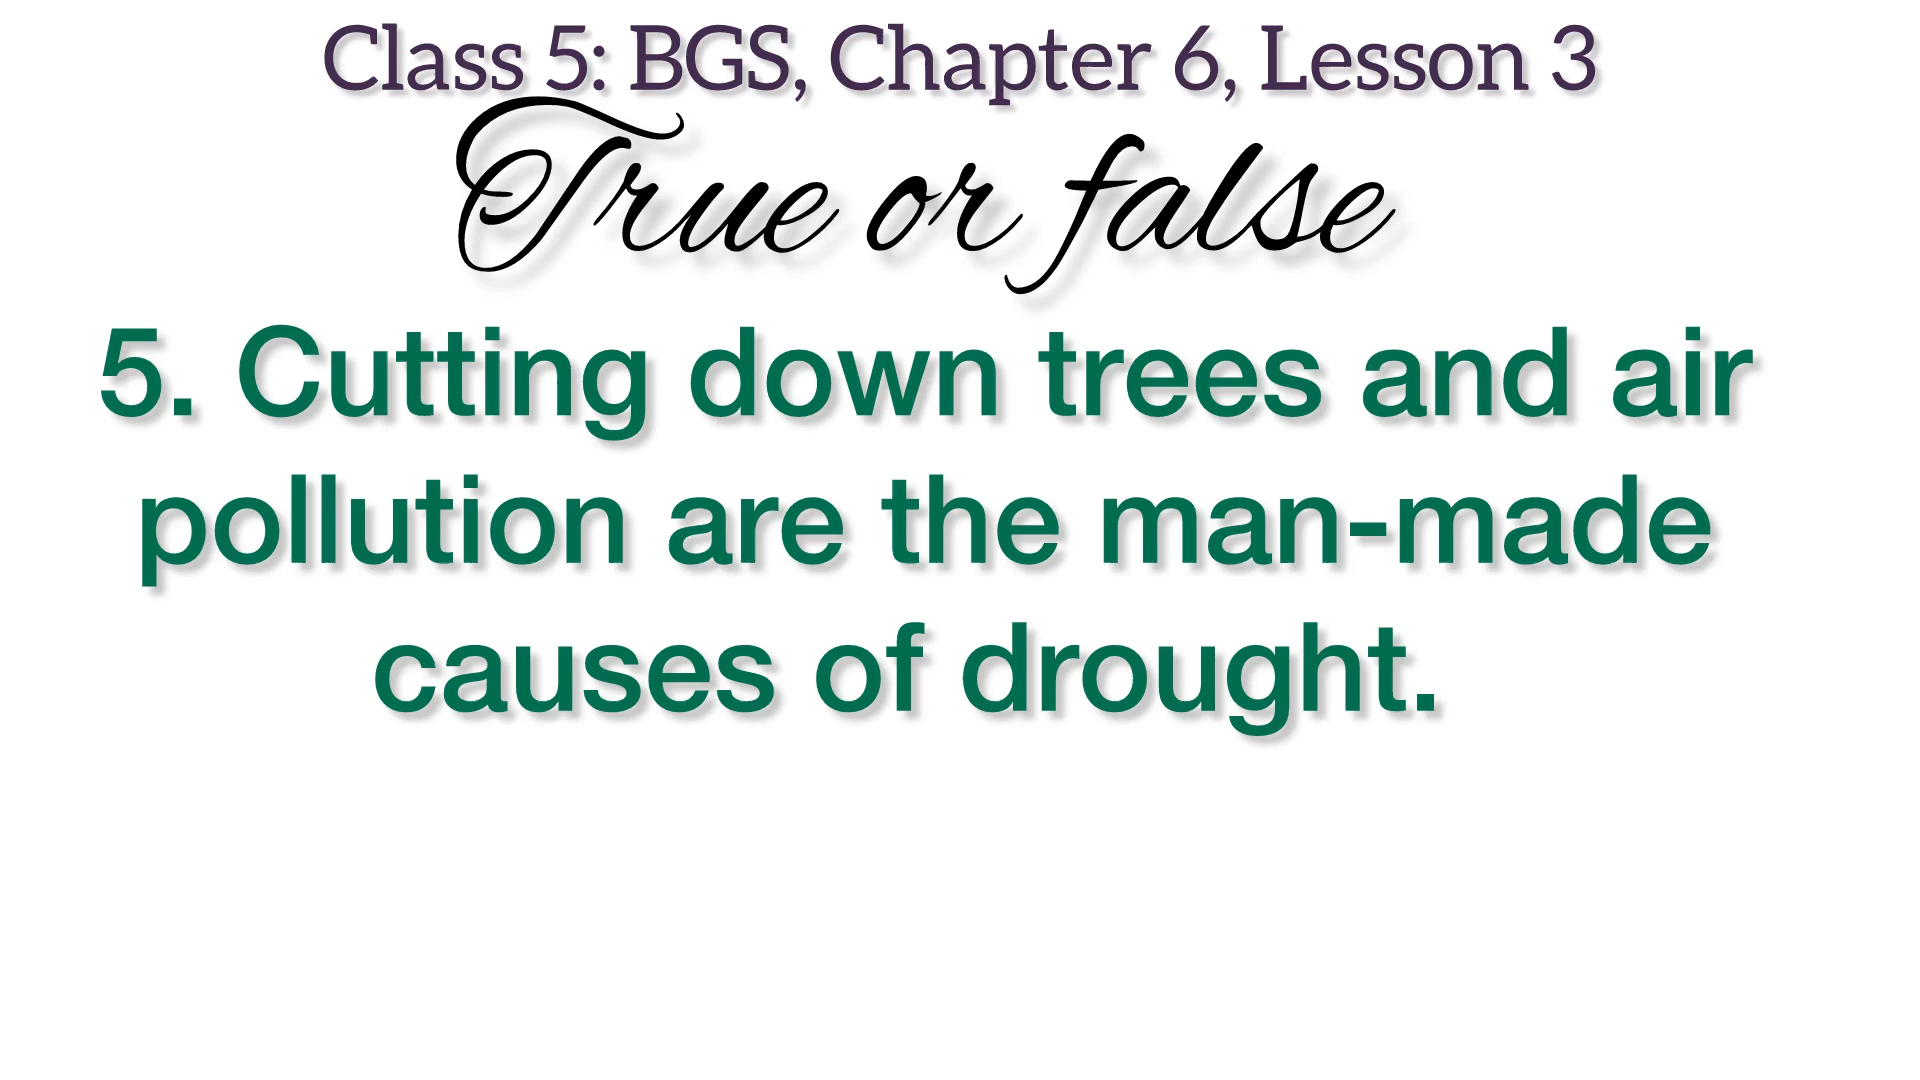 Class 5: BGS, Chapter 6, Lesson 3
True or false
5. Cutting down trees and air
pollution are the man-made
causes of drought.